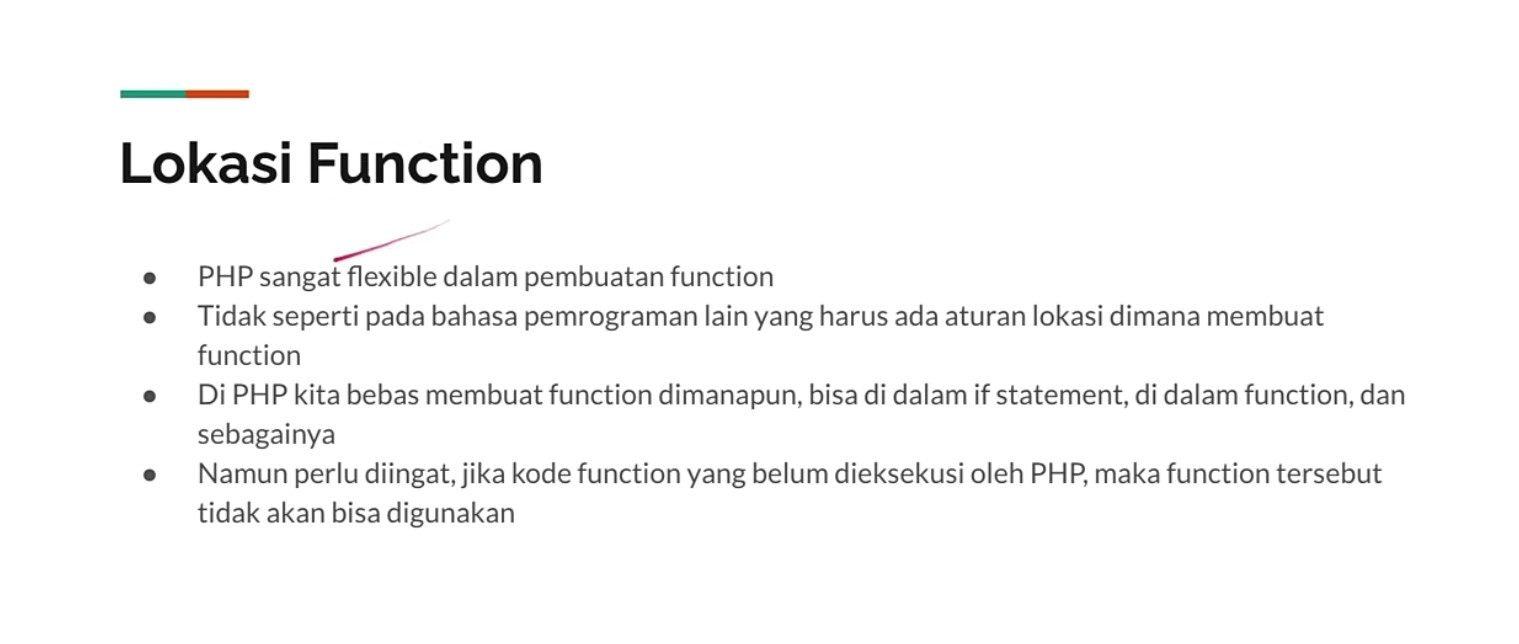 Lokasi Function
● PHP sangat flexible dalam pembuatan function
● Tidak seperti pada bahasa pemrograman lain yang harus ada aturan lokasi dimana membuat
function
● Di PHP kita bebas membuat function dimanapun, bisa di dalam if statement, di dalam function, dan
sebagainya
● Namun perlu diingat, jika kode function yang belum dieksekusi oleh PHP, maka function tersebut
tidak akan bisa digunakan